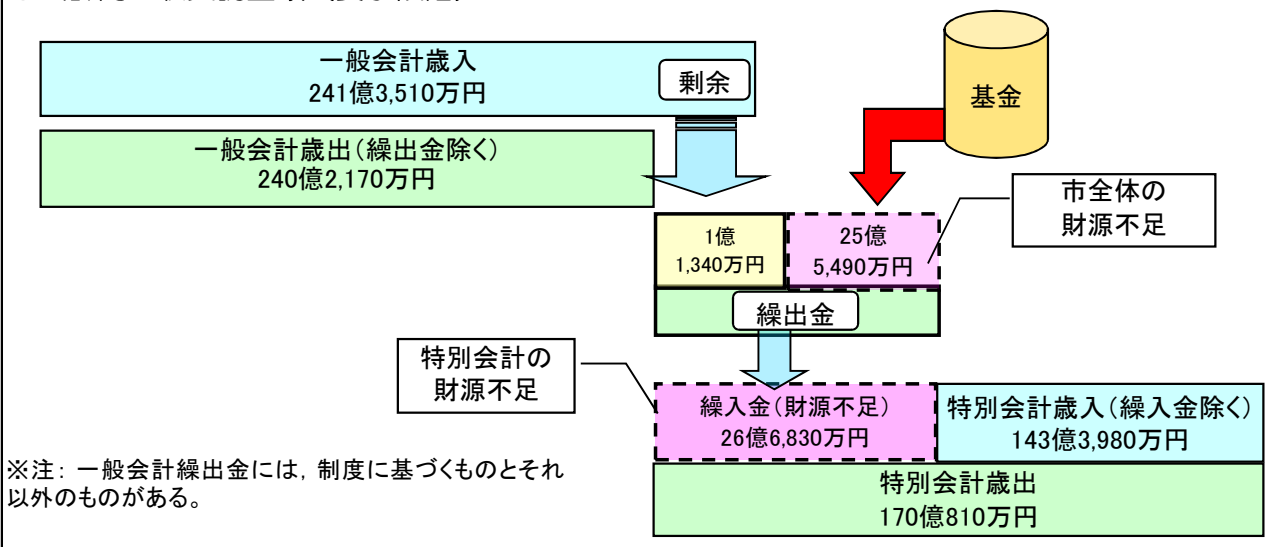 一般会計歳入
241億3,510万円
剰余
基金
一般会計歳出(繰出金除く)
240億2,170万円
市全体の
財源不足
1億
1,340万円
25億
5,490万円
繰出金
特別会計の
財源不足
繰入金(財源不足)
26億6,830万円
特別会計歳入(繰入金除く)
143億3,980万円
※注: 一般会計繰出金には, 制度に基づくものとそれ
以外のものがある。
特別会計歳出
170億810万円